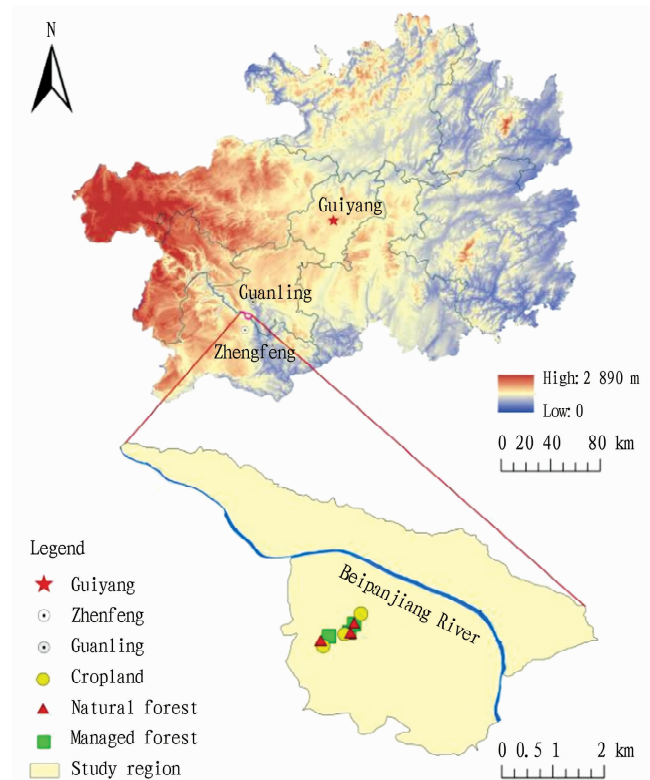 N
Guiyang
Guanling
Zhengfeng
High:2 890 m
Low:0
0 20 40 80 km
Beipanjiang River
Legend
Guiyang
Zhenfeng
Guanling
Cropland
Natural forest
Managed forest
Study region
0 0.5 1 2 km